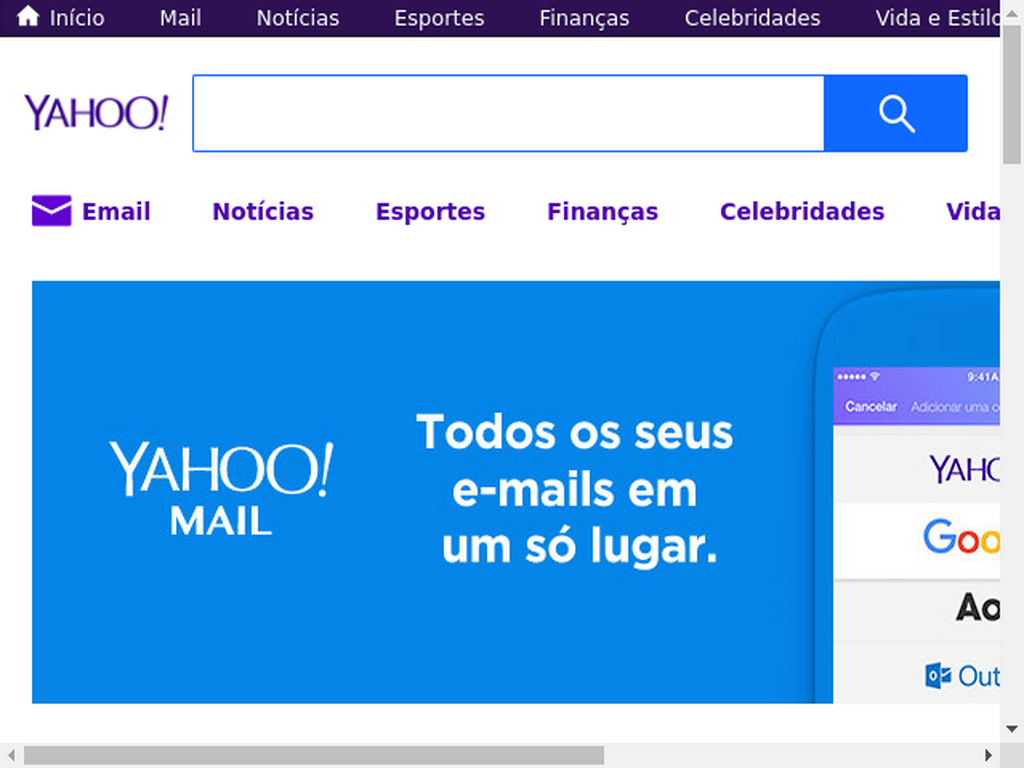 Início Mail Notícias Esportes Finanças Celebridades Vida e Estilo
YAHOO!
Email Notícias Esportes Finanças Celebridades Vida
YAHOO!
MAIL
Todos os seus
e-mails em
um só lugar.
9:41A
Cancelar Adicionar uma c
YAHO
Goo
Ao
Out